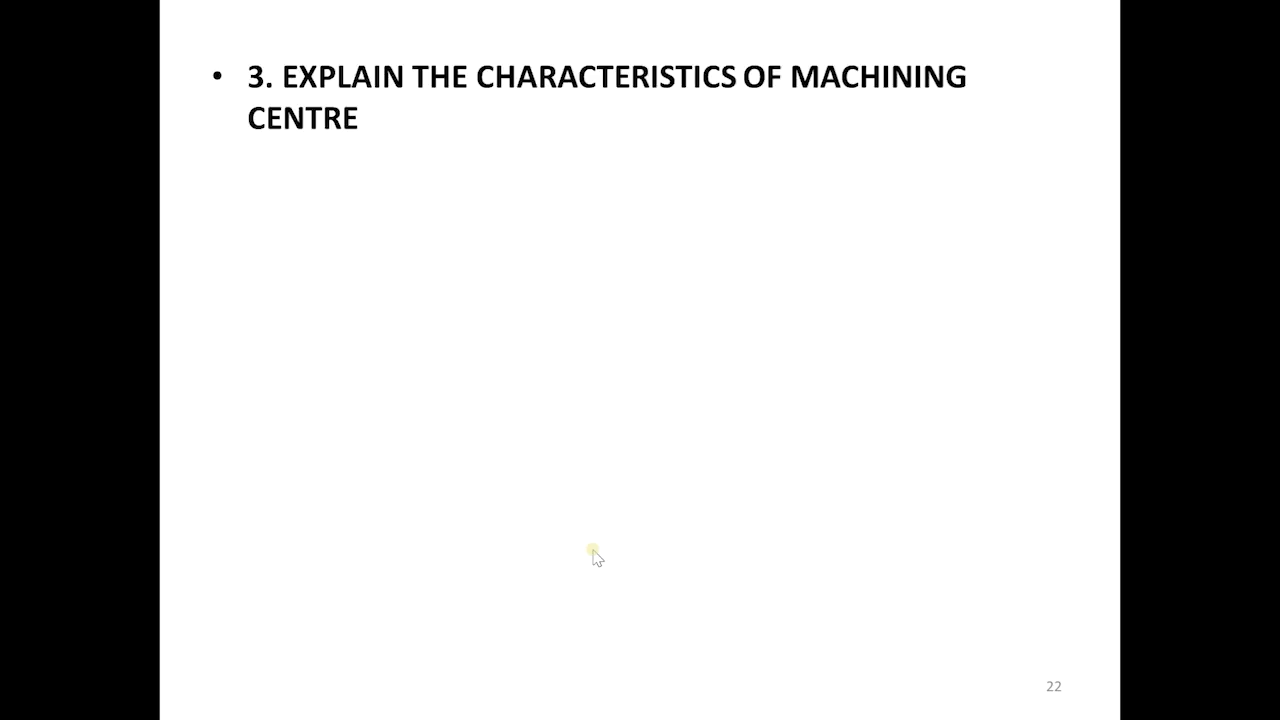 • 3. EXPLAIN THE CHARACTERISTICS OF MACHINING
CENTRE
22